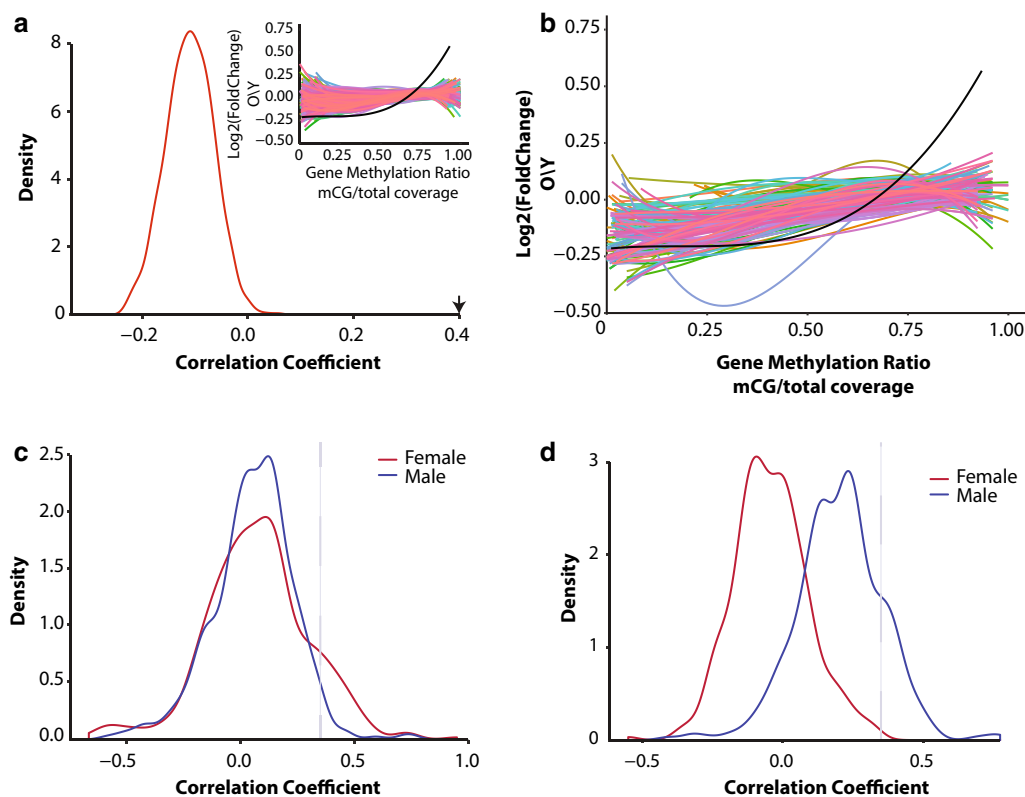 a
8
6
4
2
0
Density
−0.2
0.0
0.2
0.4
Correlation Coefficient
0.75
0.50
0.25
0.00
−0.25
−0.50
Log2(FoldChange)
O\Y
0
0.25
0.50
0.75
1.00
Gene Methylation Ratio
mCG/total coverage
b
0.75
0.50
0.25
0.00
−0.25
−0.50
Log2(FoldChange)
O\Y
0
0.25
0.50
0.75
1.00
Gene Methylation Ratio
mCG/total coverage
c
2.5
2.0
1.5
1.0
0.5
0.0
Density
Female
Male
−0.5
0.0
0.5
1.0
Correlation Coefficient
d
3
2
1
0
Density
Female
Male
−0.5
0.0
0.5
Correlation Coefficient